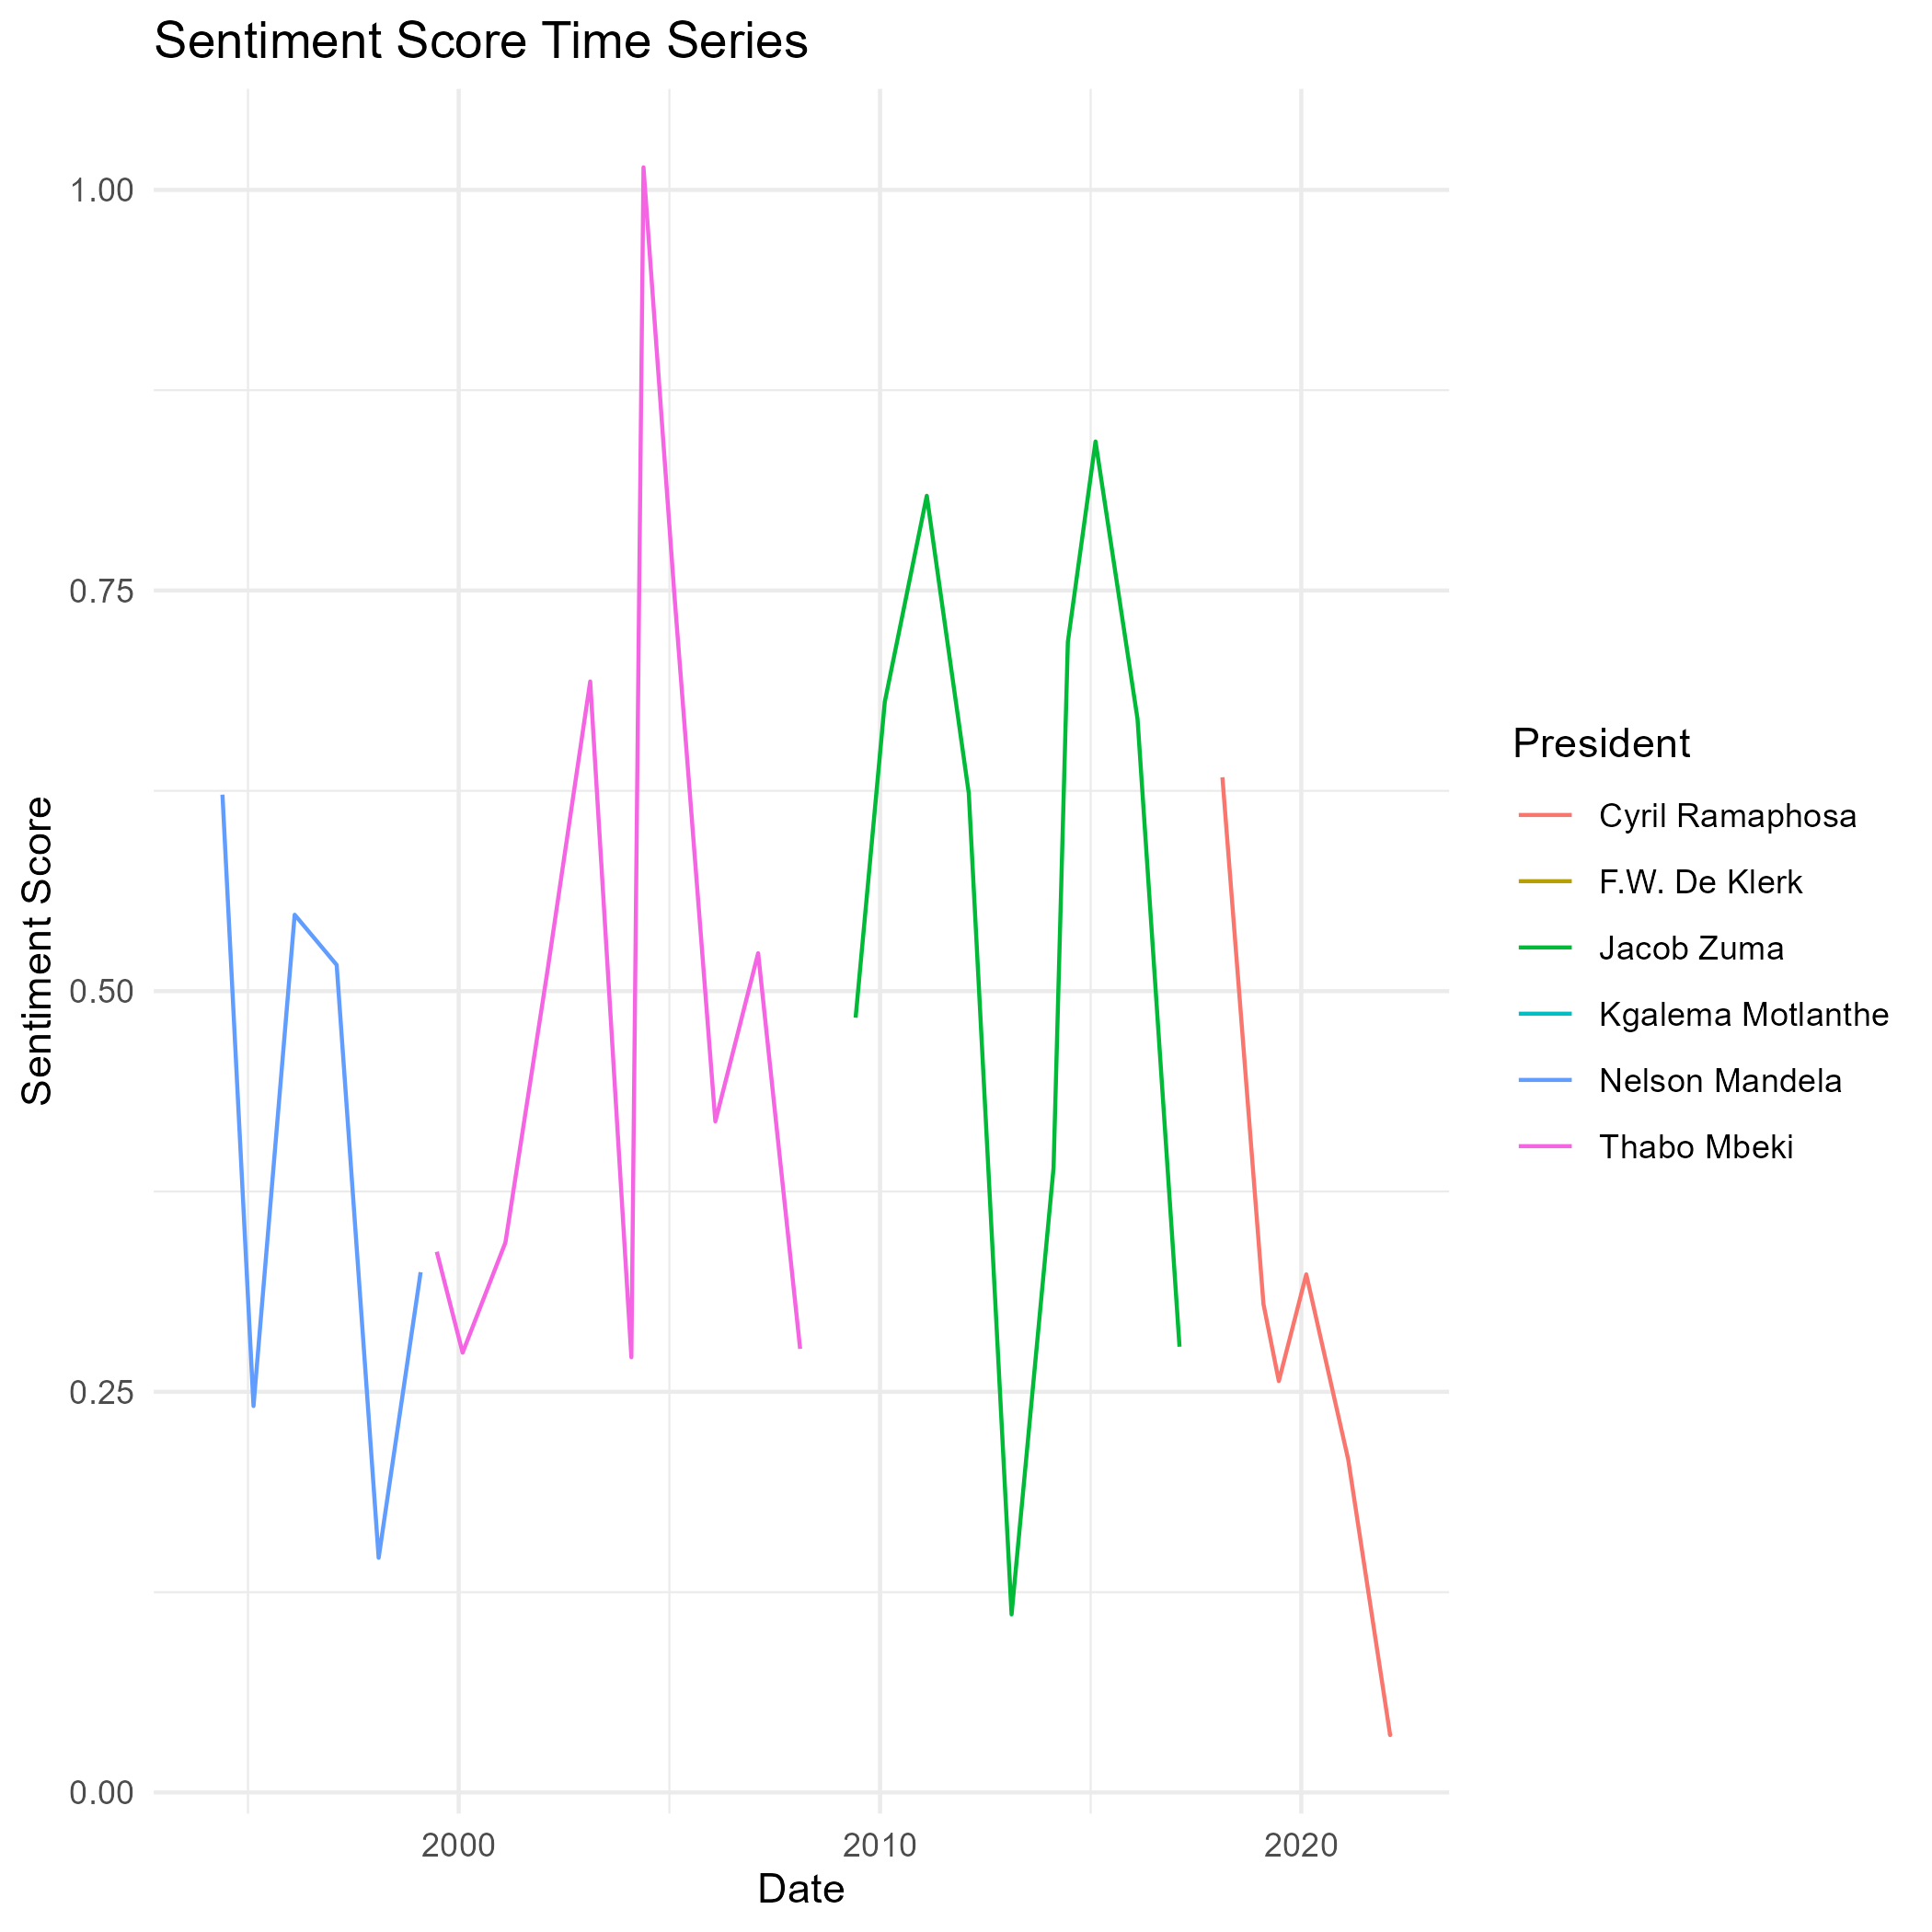 Sentiment Score Time Series
1.00
0.75
0.50
0.25
0.00
Sentiment Score
2000 2010 2020
Date
President
Cyril Ramaphosa
F.W. De Klerk
Jacob Zuma
Kgalema Motlanthe
Nelson Mandela
Thabo Mbeki